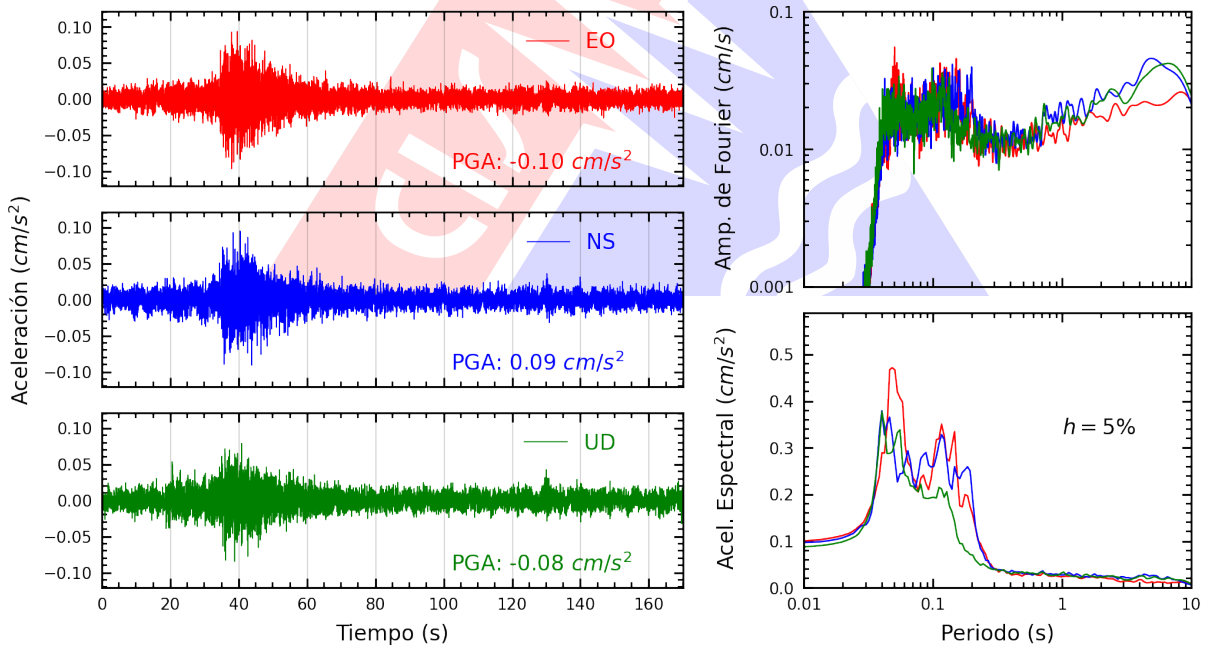 Aceleración (cm/s²)
0.10
0.05
0.00
−0.05
−0.10
EO
PGA: -0.10 cm/s²
0.10
0.05
0.00
−0.05
−0.10
NS
PGA: 0.09 cm/s²
0.10
0.05
0.00
−0.05
−0.10
UD
PGA: -0.08 cm/s²
0 20 40 60 80 100 120 140 160
Tiempo (s)
Amp. de Fourier (cm/s)
0.1
0.01
0.001
Acel. Espectral (cm/s²)
0.5
0.4
0.3
0.2
0.1
0.0
h = 5%
0.01 0.1 1 10
Periodo (s)